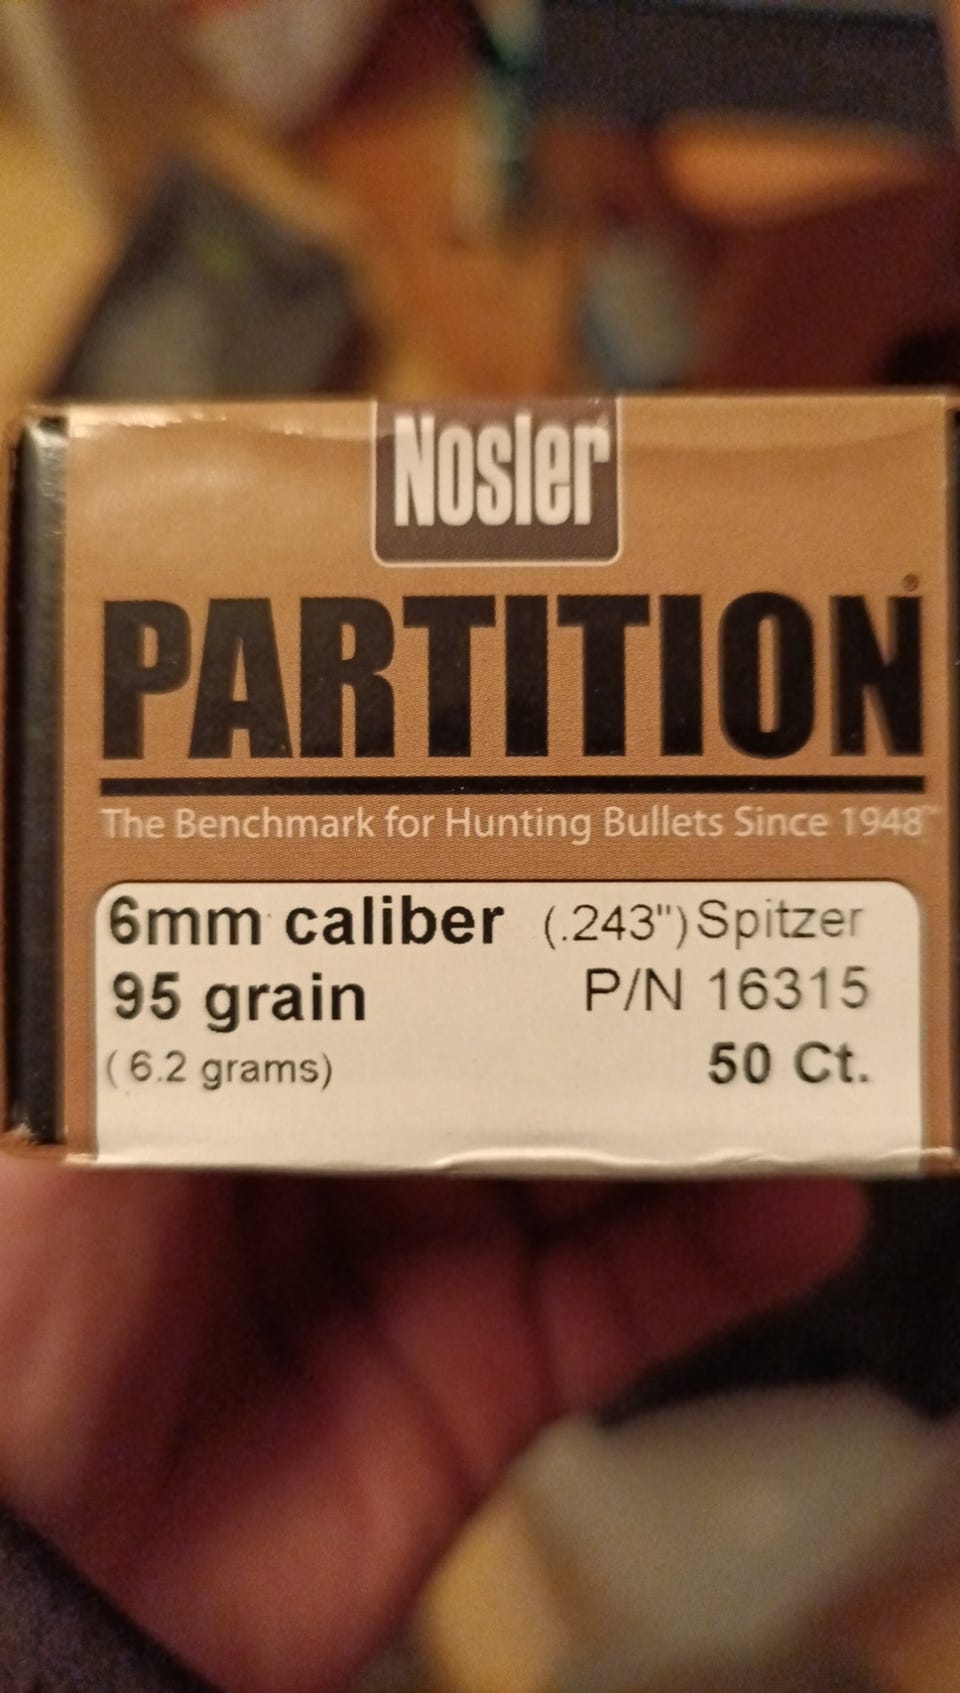 Nosler
PARTITION®
The Benchmark for Hunting Bullets Since 1948™
6mm caliber (.243") Spitzer
95 grain P/N 16315
( 6.2 grams) 50 Ct.